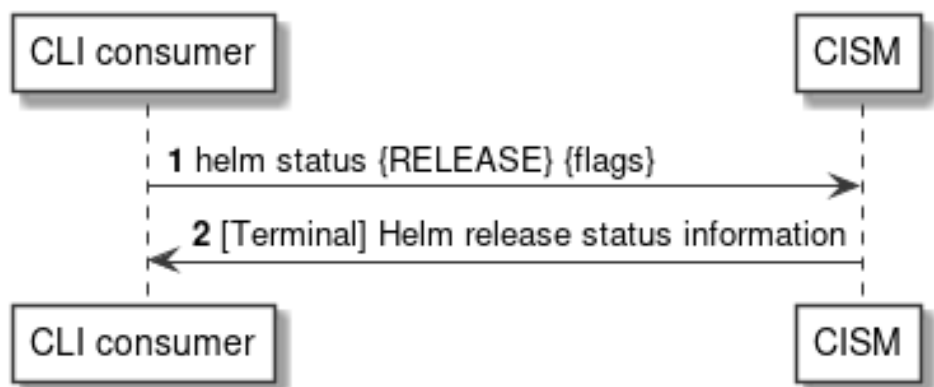 CLI consumer
CISM
1 helm status {RELEASE} {flags}
2 [Terminal] Helm release status information
CLI consumer
CISM